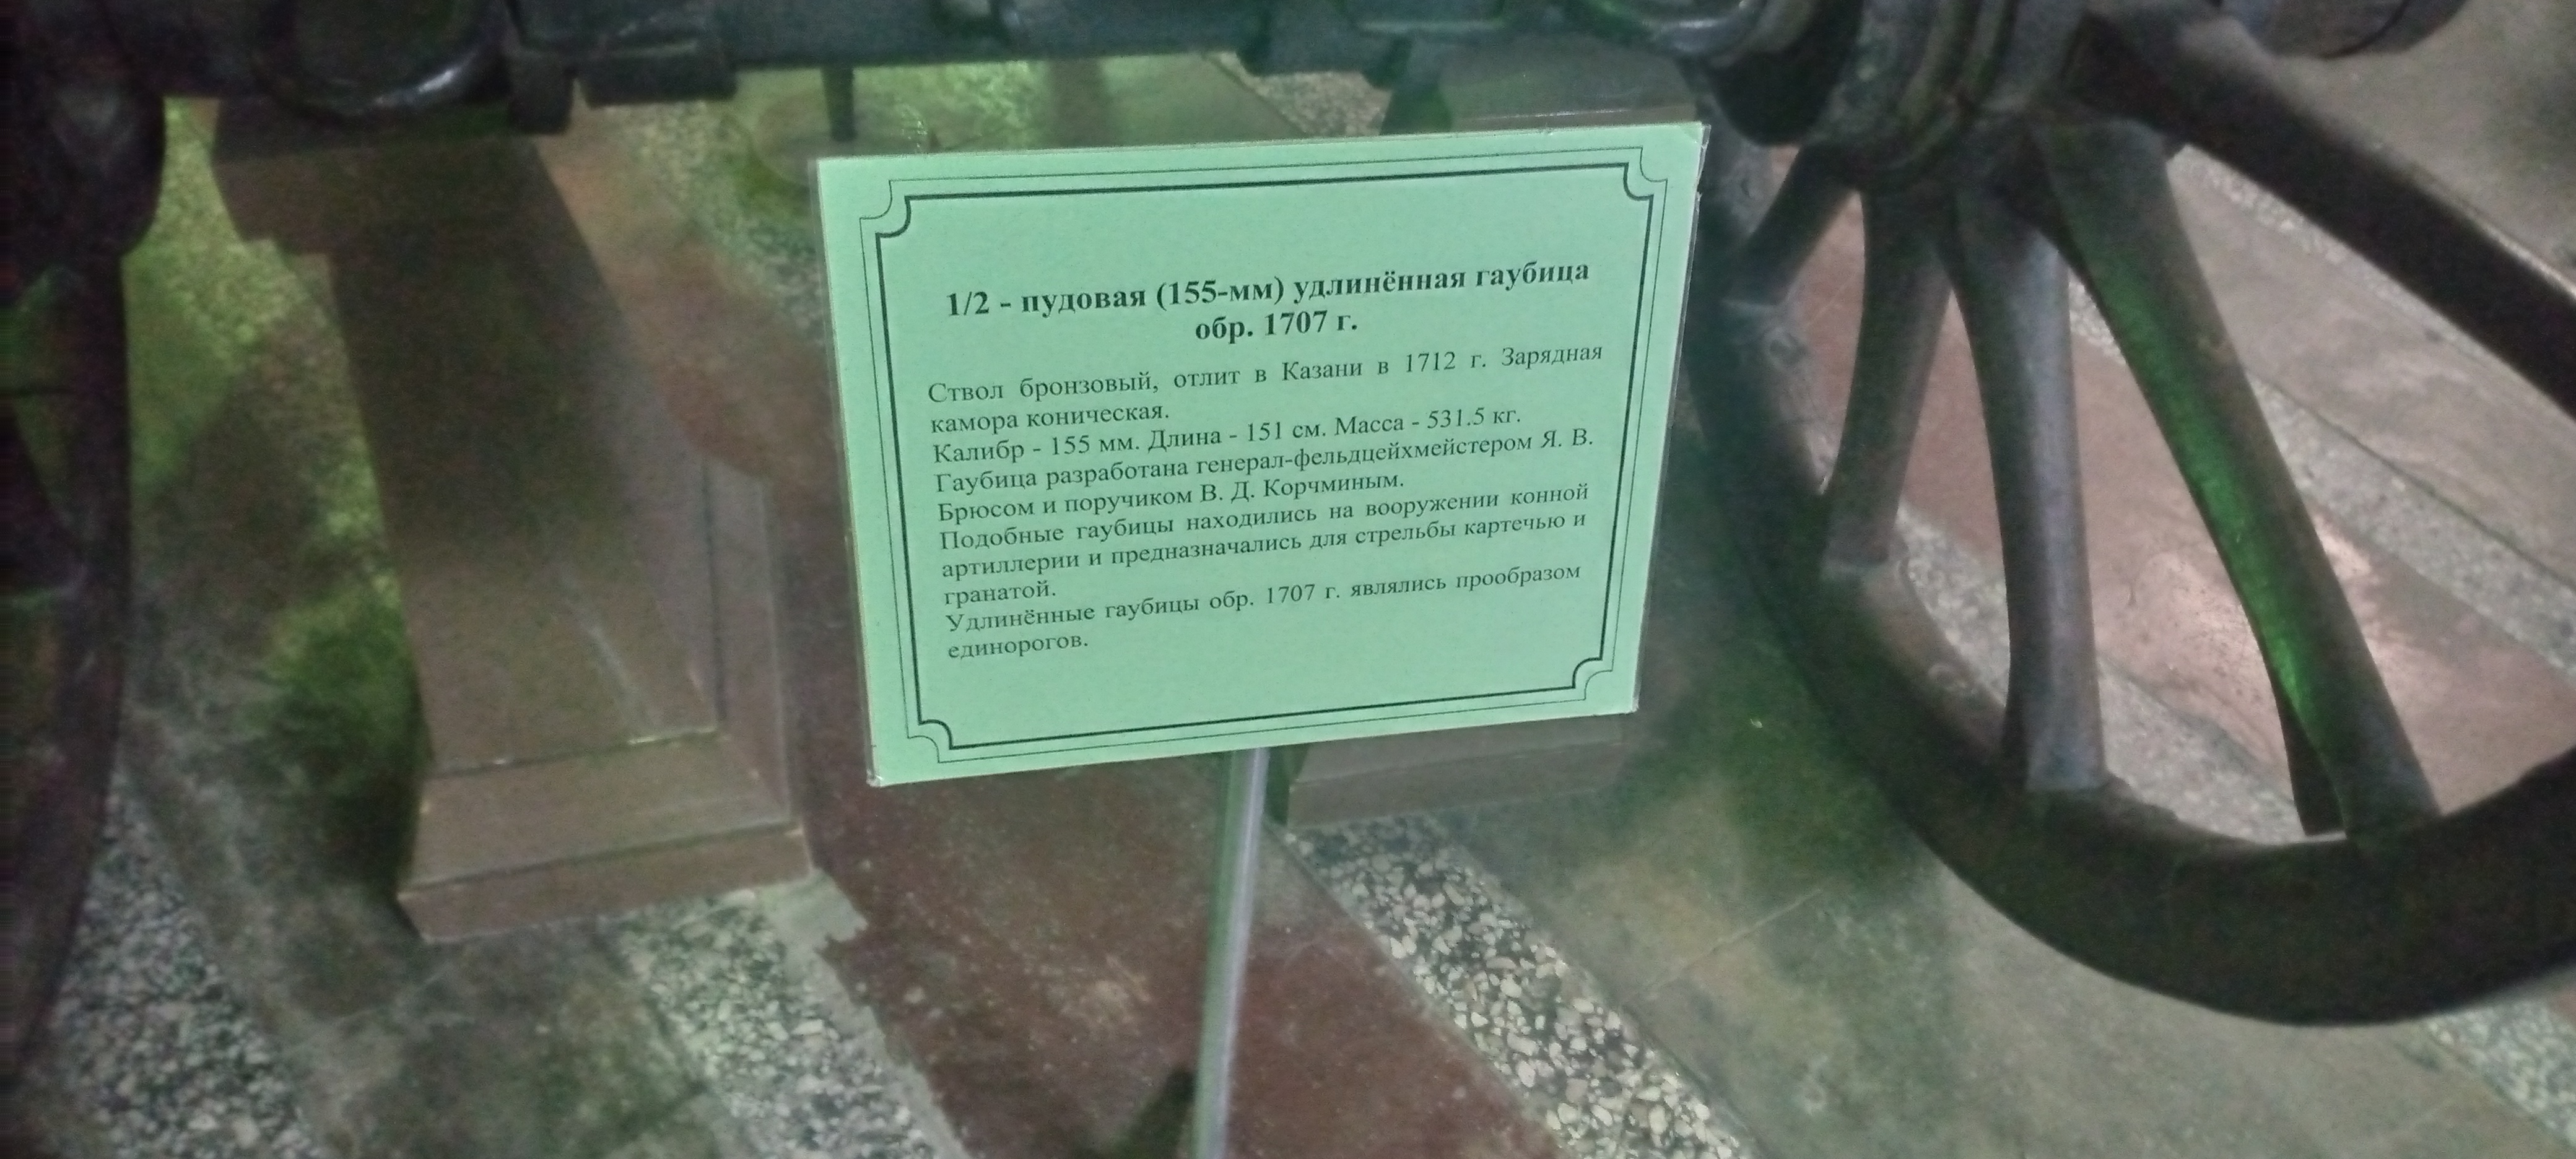 1/2 - пудовая (155-мм) удлинённая гаубица
обр. 1707 г.
Ствол бронзовый, отлит в Казани в 1712 г. Зарядная
камора коническая.
Калибр - 155 мм. Длина - 151 см. Масса - 531.5 кг.
Гаубица разработана генерал-фельдцейхмейстером Я. В.
Брюсом и поручиком В. Д. Корчминым.
Подобные гаубицы находились на вооружении конной
артиллерии и предназначались для стрельбы картечью и
гранатой.
Удлинённые гаубицы обр. 1707 г. являлись прообразом
единорогов.